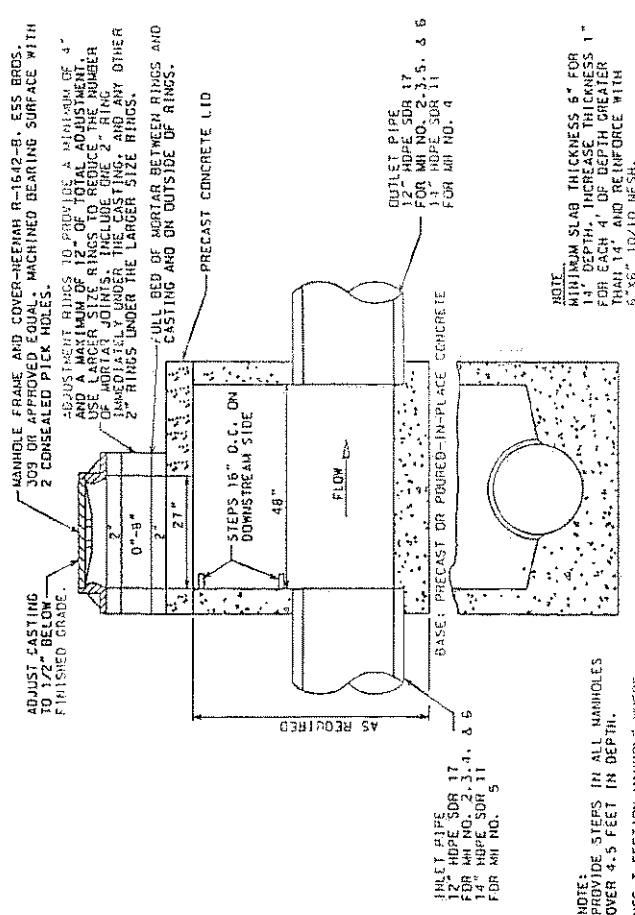 MANHOLE FRAME AND COVER-NEENAH R-1642-B, ESS BROS.
309 OR APPROVED EQUAL, MACHINED BEARING SURFACE WITH
2 CONSEALED PICK HOLES.
ADJUSTMENT RINGS TO PROVIDE A MINIMUM OF 4"
AND A MAXIMUM OF 12" OF TOTAL ADJUSTMENT.
USE LARGER SIZE RINGS TO REDUCE THE NUMBER
OF MORTAR JOINTS. INCLUDE ONE 2" RING
IMMEDIATELY UNDER THE CASTING, AND ANY OTHER
2" RINGS UNDER THE LARGER SIZE RINGS.
FULL BED OF MORTAR BETWEEN RINGS AND
CASTING AND ON OUTSIDE OF RINGS.
PRECAST CONCRETE LID
ADJUST CASTING
TO 1/2" BELOW
FINISHED GRADE.
2"
0"-8"
2"
27"
STEPS 16" O.C. ON
DOWNSTREAM SIDE
48"
FLOW
AS REQUIRED
OUTLET PIPE
12" HDPE SDR 17
FOR MH NO. 2,3,5, & 6
14" HDPE SDR 11
FOR MH NO. 4
INLET PIPE
12" HDPE SDR 17
FOR MH NO. 2,3,4, & 6
14" HDPE SDR 11
FOR MH NO. 5
BASE: PRECAST OR POURED-IN-PLACE CONCRETE
NOTE
MINIMUM SLAB THICKNESS 6" FOR
14' DEPTH. INCREASE THICKNESS 1"
FOR EACH 4' OF DEPTH GREATER
THAN 14' AND REINFORCE WITH
6"X6" 10/10 MESH.
NOTE:
PROVIDE STEPS IN ALL MANHOLES
OVER 4.5 FEET IN DEPTH.
SECTION MANHOLE WHERE